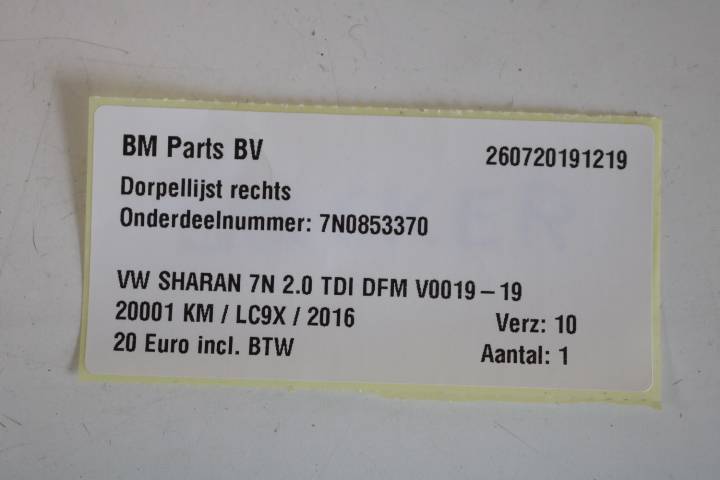 BM Parts BV 260720191219
Dorpellijst rechts
Onderdeelnummer: 7N0853370
VW SHARAN 7N 2.0 TDI DFM V0019-19
20001 KM / LC9X / 2016 Verz: 10
20 Euro incl. BTW Aantal: 1